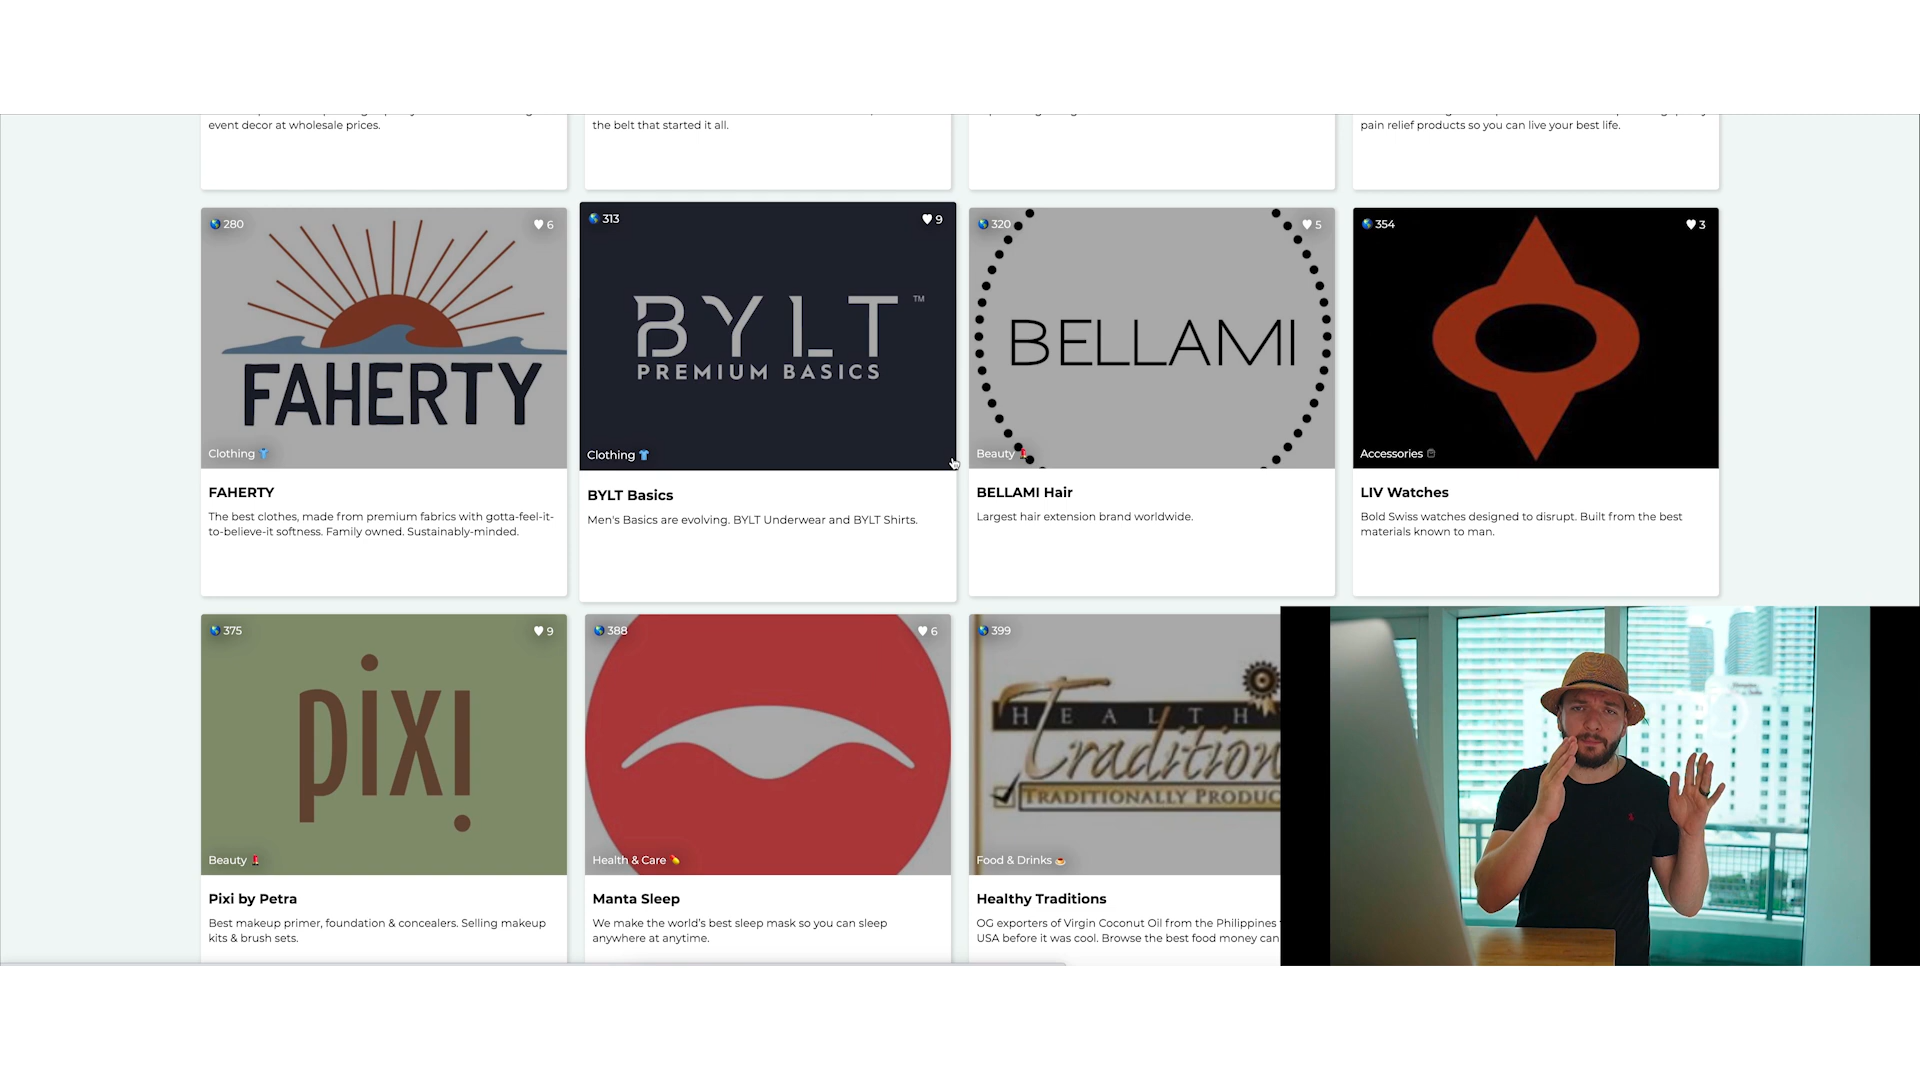 event decor at wholesale prices.
the belt that started it all.
pain relief products so you can live your best life.
280
6
FAHERTY
Clothing
FAHERTY
The best clothes, made from premium fabrics with gotta-feel-it-
to-believe-it softness. Family owned. Sustainably-minded.
313
9
BYLT™
PREMIUM BASICS
Clothing
BYLT Basics
Men's Basics are evolving. BYLT Underwear and BYLT Shirts.
320
5
BELLAMI
Beauty
BELLAMI Hair
Largest hair extension brand worldwide.
354
3
Accessories
LIV Watches
Bold Swiss watches designed to disrupt. Built from the best
materials known to man.
375
9
pixi
Beauty
Pixi by Petra
Best makeup primer, foundation & concealers. Selling makeup
kits & brush sets.
388
6
Health & Care
Manta Sleep
We make the world’s best sleep mask so you can sleep
anywhere at anytime.
399
HEALTH
Tradition
TRADITIONALLY PRODUC
Food & Drinks
Healthy Traditions
OG exporters of Virgin Coconut Oil from the Philippines
USA before it was cool. Browse the best food money can